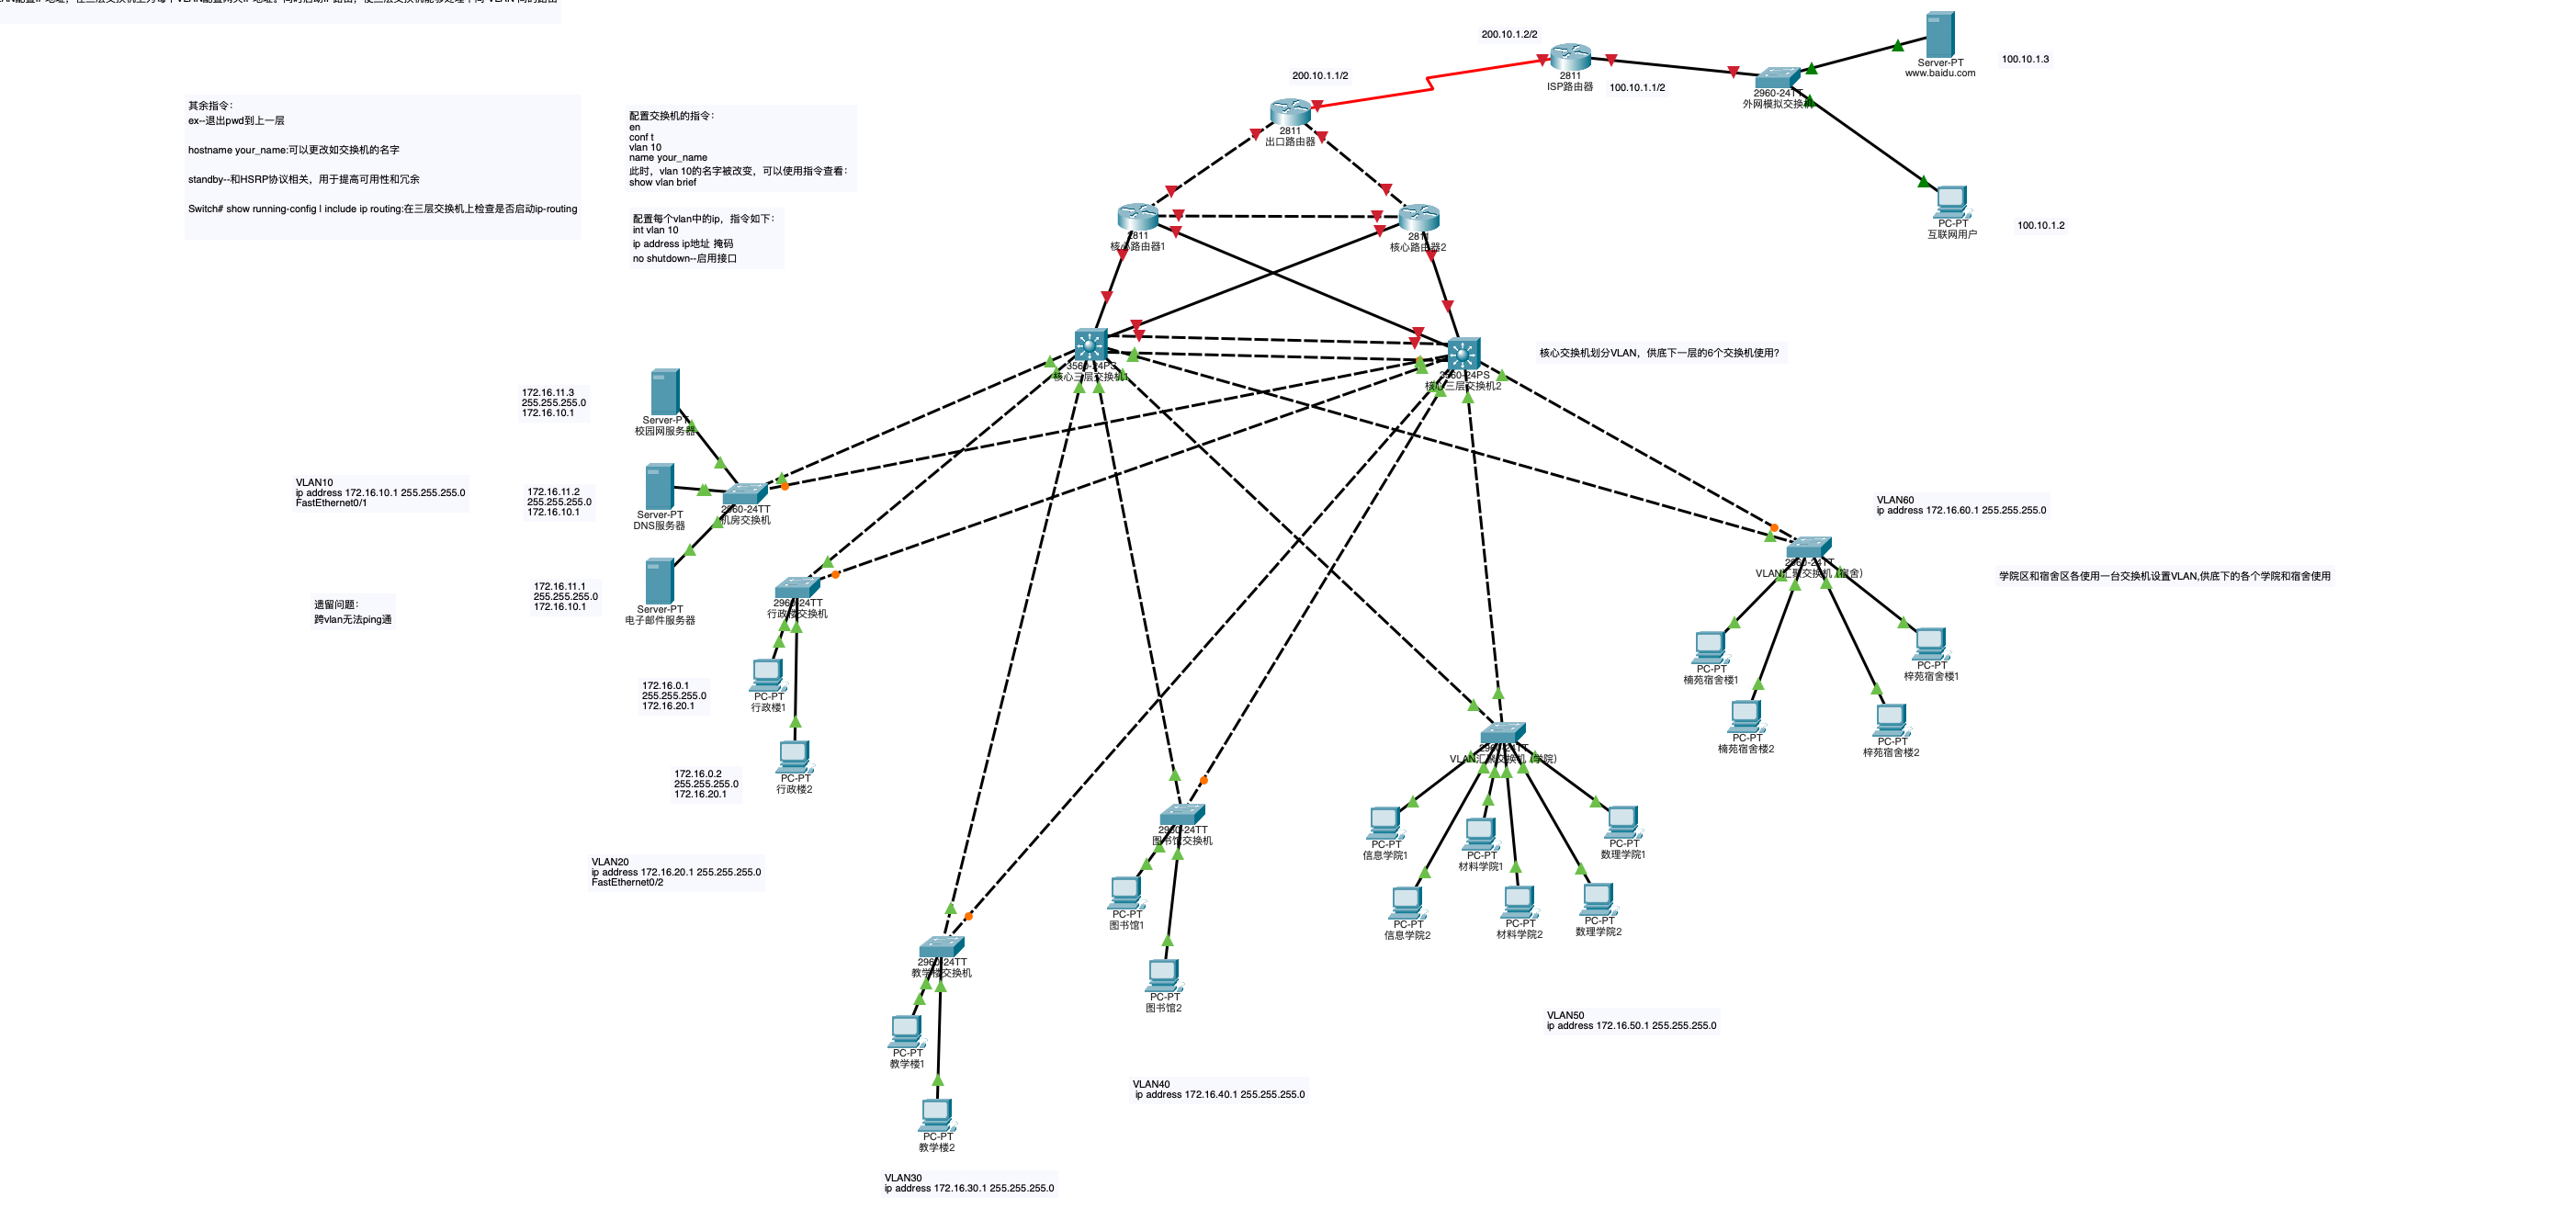 200.10.1.2/2
200.10.1.1/2
2811
ISP路由器
100.10.1.1/2
2960-24TT
外网模拟交换机
Server-PT
www.baidu.com
100.10.1.3
PC-PT
互联网用户
100.10.1.2
其余指令：
ex--退出pwd到上一层
hostname your_name:可以更改如交换机的名字
standby--和HSRP协议相关，用于提高可用性和冗余
Switch# show running-config | include ip routing:在三层交换机上检查是否启动ip-routing
配置交换机的指令：
en
conf t
vlan 10
name your_name
此时，vlan 10的名字被改变，可以使用指令查看：
show vlan brief
配置每个vlan中的ip，指令如下：
int vlan 10
ip address ip地址 掩码
no shutdown--启用接口
2811
出口路由器
2811
核心路由器1
2811
核心路由器2
3560-24PS
核心三层交换机1
3560-24PS
核心三层交换机2
核心交换机划分VLAN，供底下一层的6个交换机使用？
172.16.11.3
255.255.255.0
172.16.10.1
Server-PT
校园网服务器
VLAN10
ip address 172.16.10.1 255.255.255.0
FastEthernet0/1
172.16.11.2
255.255.255.0
172.16.10.1
Server-PT
DNS服务器
2960-24TT
机房交换机
172.16.11.1
255.255.255.0
172.16.10.1
Server-PT
电子邮件服务器
遗留问题：
跨vlan无法ping通
2960-24TT
行政楼交换机
172.16.0.1
255.255.255.0
172.16.20.1
PC-PT
行政楼1
172.16.0.2
255.255.255.0
172.16.20.1
PC-PT
行政楼2
VLAN20
ip address 172.16.20.1 255.255.255.0
FastEthernet0/2
VLAN60
ip address 172.16.60.1 255.255.255.0
2960-24TT
VLAN汇聚交换机 (宿舍)
学院区和宿舍区各使用一台交换机设置VLAN,供底下的各个学院和宿舍使用
PC-PT
楠苑宿舍楼1
PC-PT
梓苑宿舍楼1
PC-PT
楠苑宿舍楼2
PC-PT
梓苑宿舍楼2
2960-24TT
VLAN汇聚交换机 (学院)
PC-PT
信息学院1
PC-PT
材料学院1
PC-PT
数理学院1
PC-PT
信息学院2
PC-PT
材料学院2
PC-PT
数理学院2
VLAN50
ip address 172.16.50.1 255.255.255.0
2960-24TT
图书馆交换机
PC-PT
图书馆1
PC-PT
图书馆2
VLAN40
ip address 172.16.40.1 255.255.255.0
2960-24TT
教学楼交换机
PC-PT
教学楼1
PC-PT
教学楼2
VLAN30
ip address 172.16.30.1 255.255.255.0